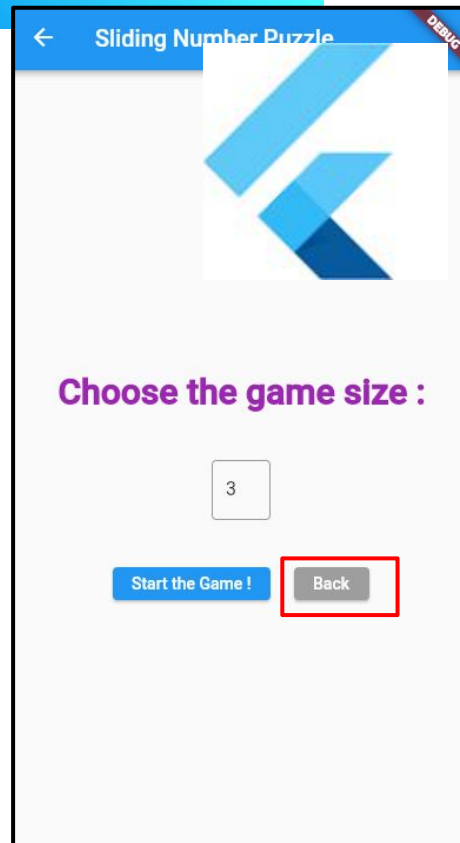 Sliding Number Puzzle
DEBUG
Choose the game size :
3
Start the Game !
Back